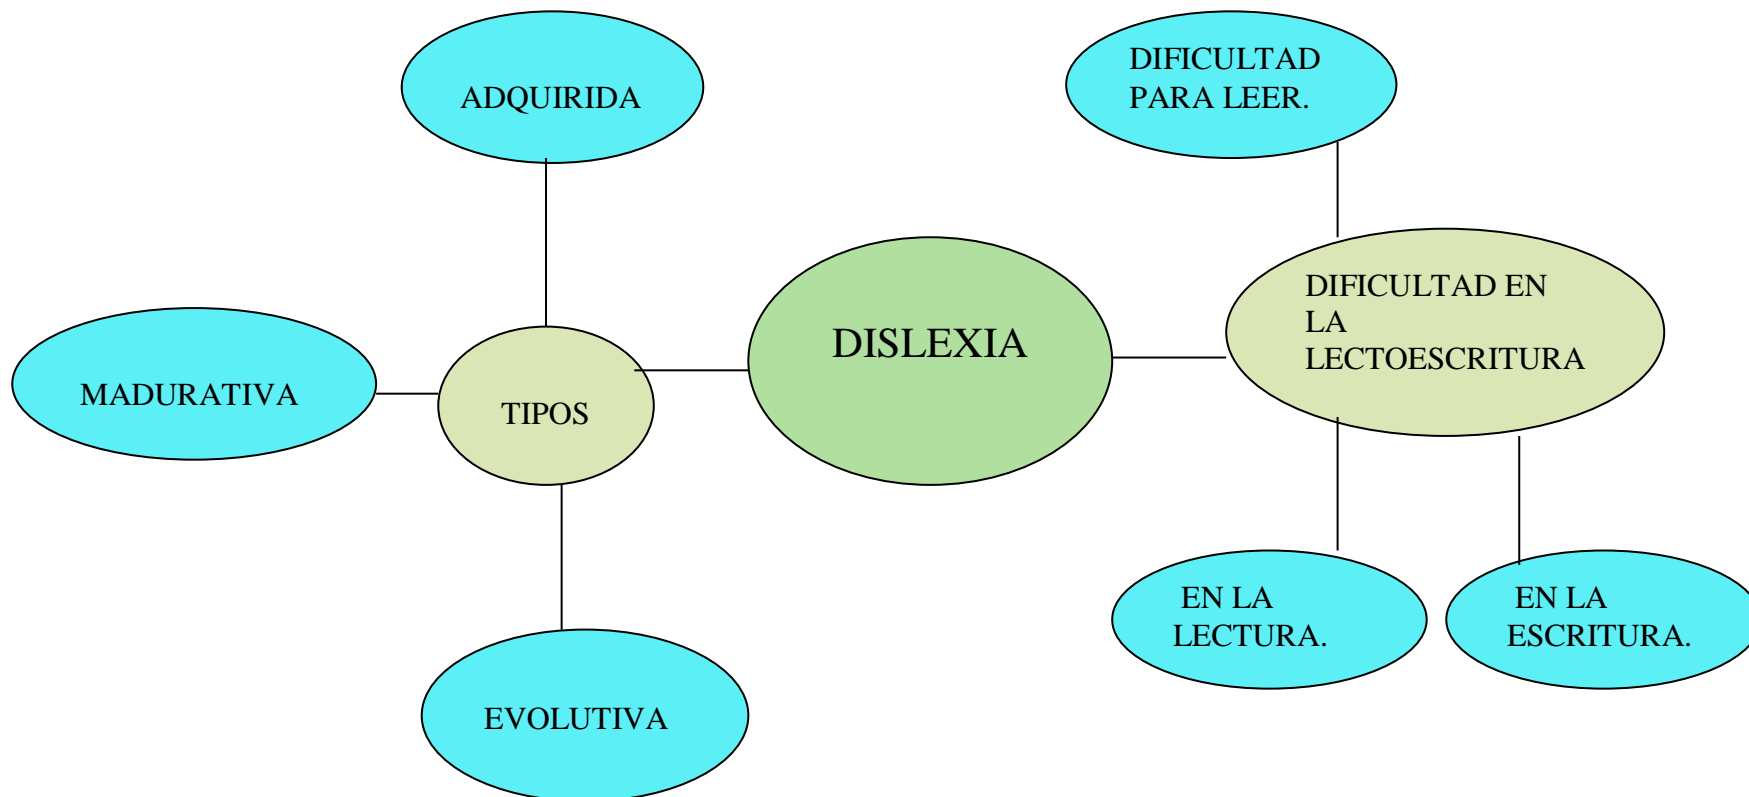 ADQUIRIDA
DIFICULTAD
PARA LEER.
DISLEXIA
DIFICULTAD EN
LA
LECTOESCRITURA
MADURATIVA
TIPOS
EN LA
LECTURA.
EN LA
ESCRITURA.
EVOLUTIVA